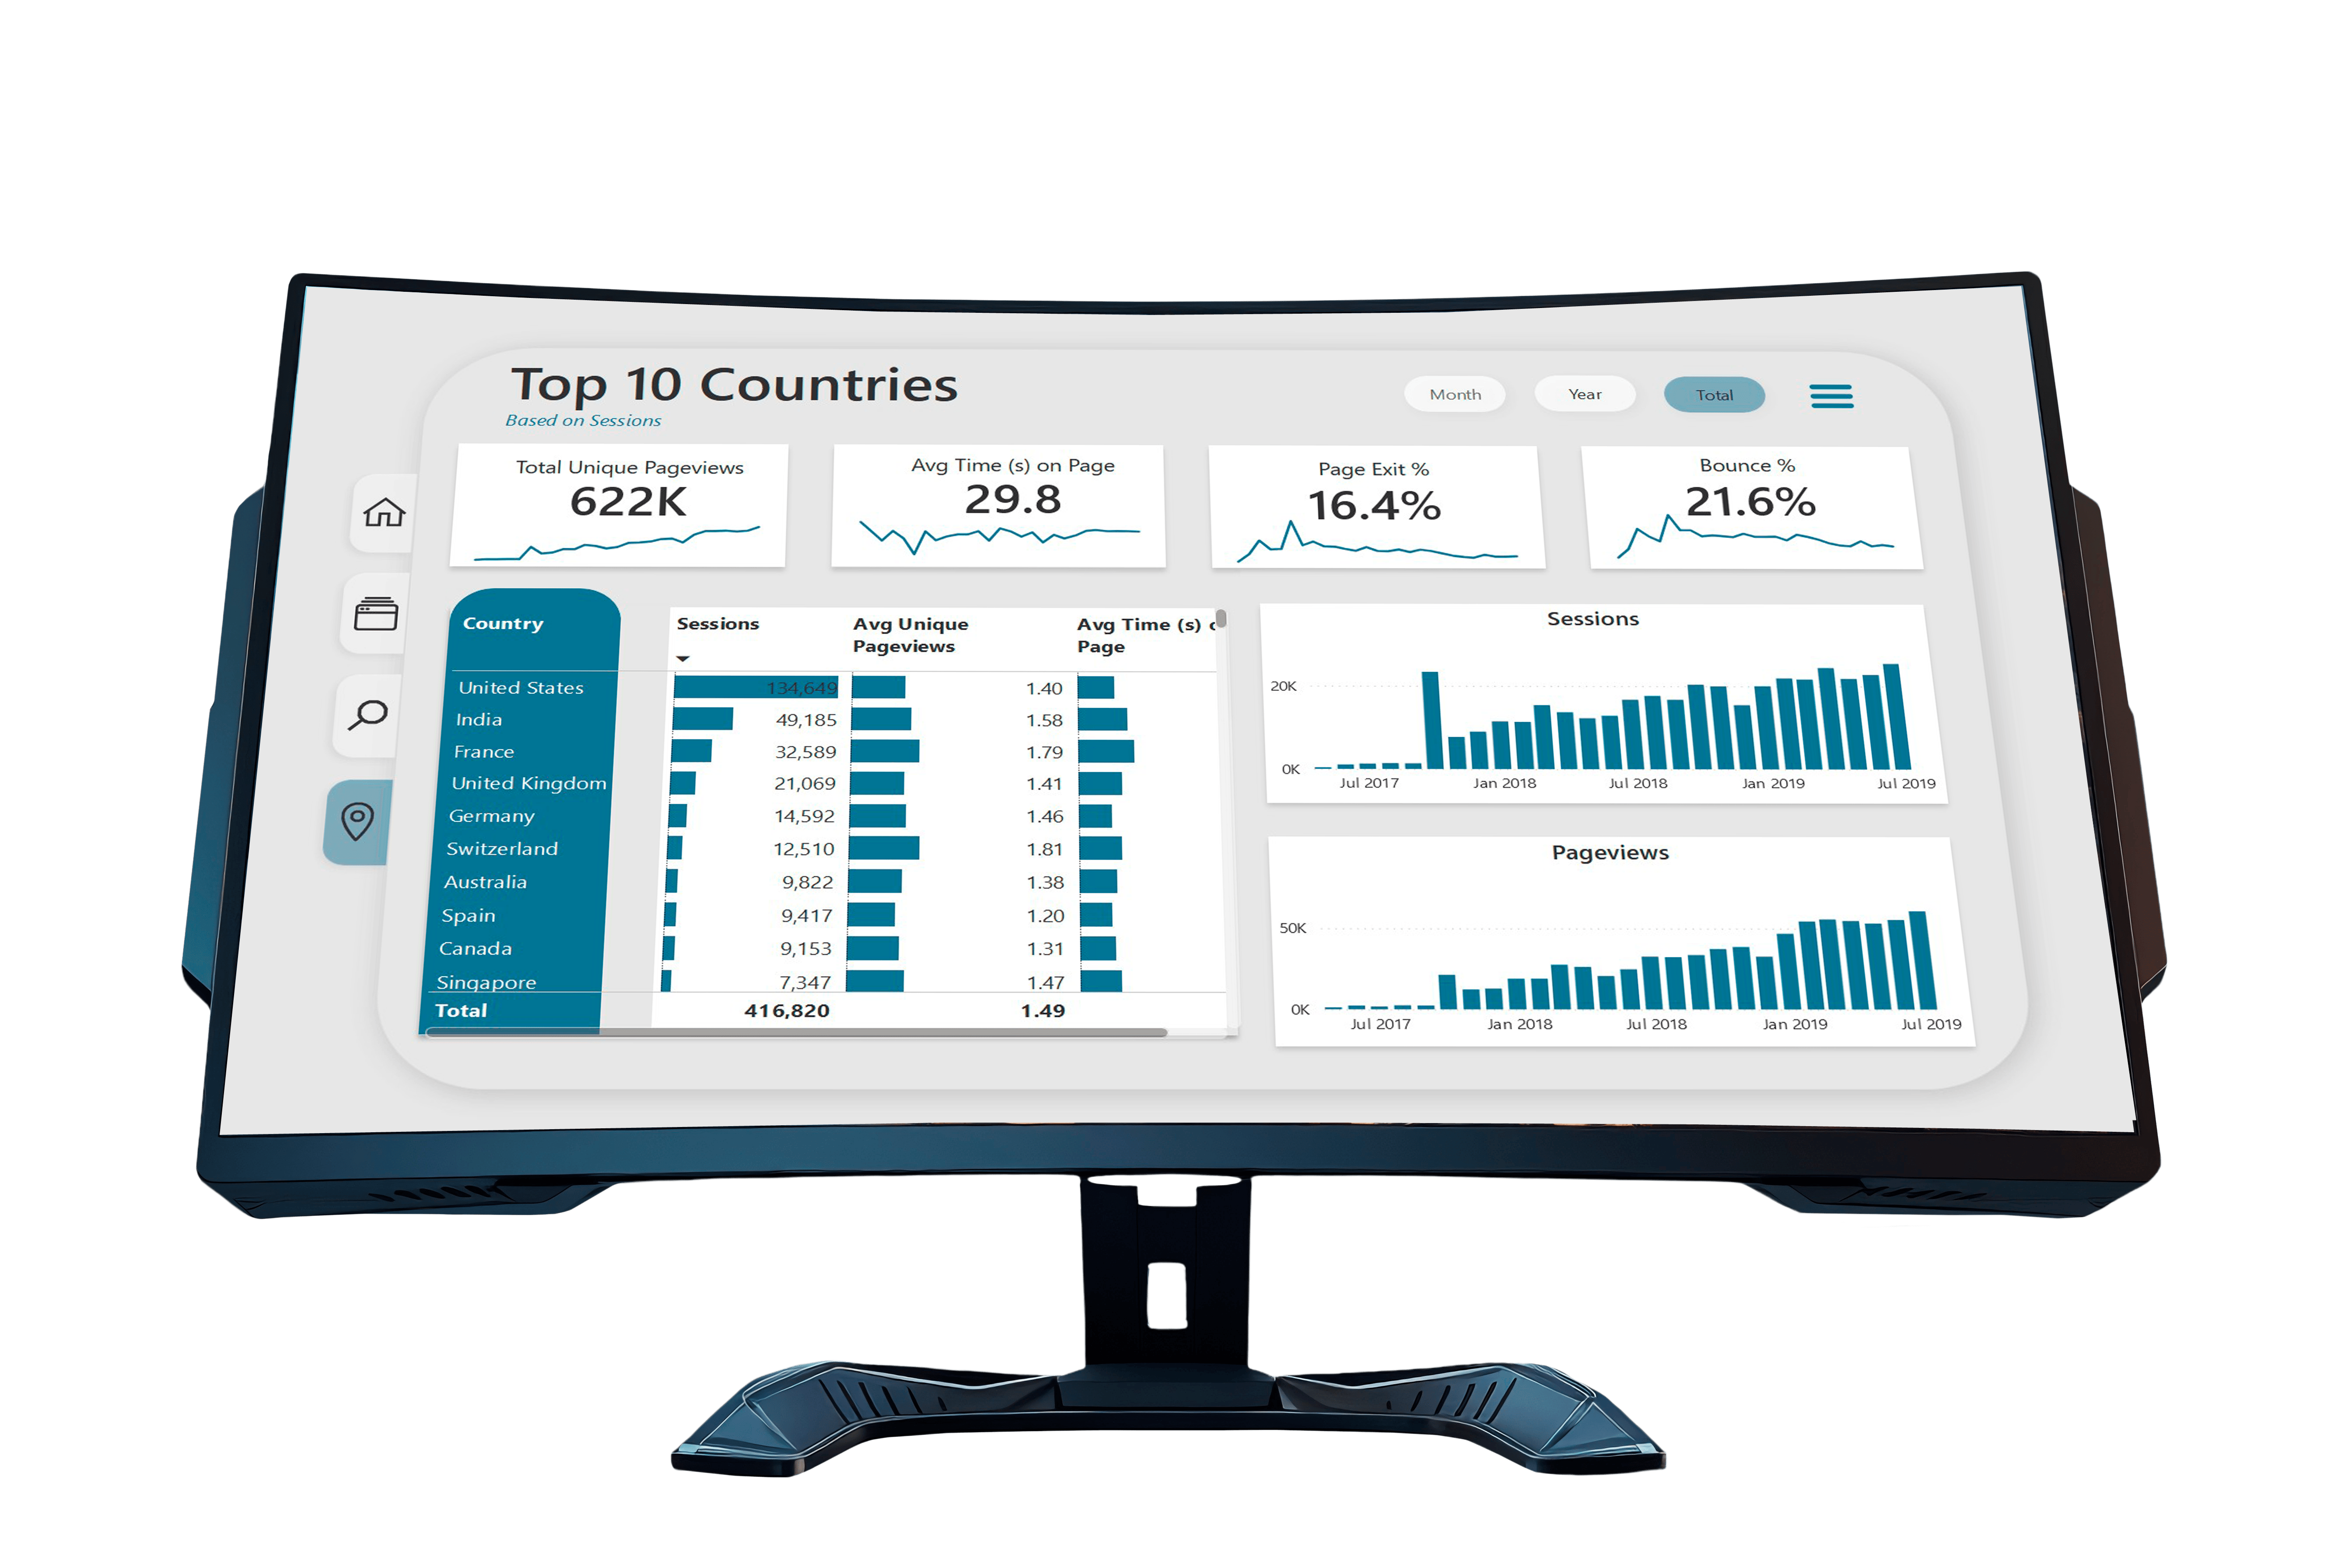 Top 10 Countries
Based on Sessions
Month
Year
Total
Total Unique Pageviews
622K
Avg Time (s) on Page
29.8
Page Exit %
16.4%
Bounce %
21.6%
Country Sessions Avg Unique Avg Time (s)
Pageviews Page
United States 134,649 1.40
India 49,185 1.58
France 32,589 1.79
United Kingdom 21,069 1.41
Germany 14,592 1.46
Switzerland 12,510 1.81
Australia 9,822 1.38
Spain 9,417 1.20
Canada 9,153 1.31
Singapore 7,347 1.47
Total 416,820 1.49
Sessions
20K
0K
Jul 2017 Jan 2018 Jul 2018 Jan 2019 Jul 2019
Pageviews
50K
0K
Jul 2017 Jan 2018 Jul 2018 Jan 2019 Jul 2019